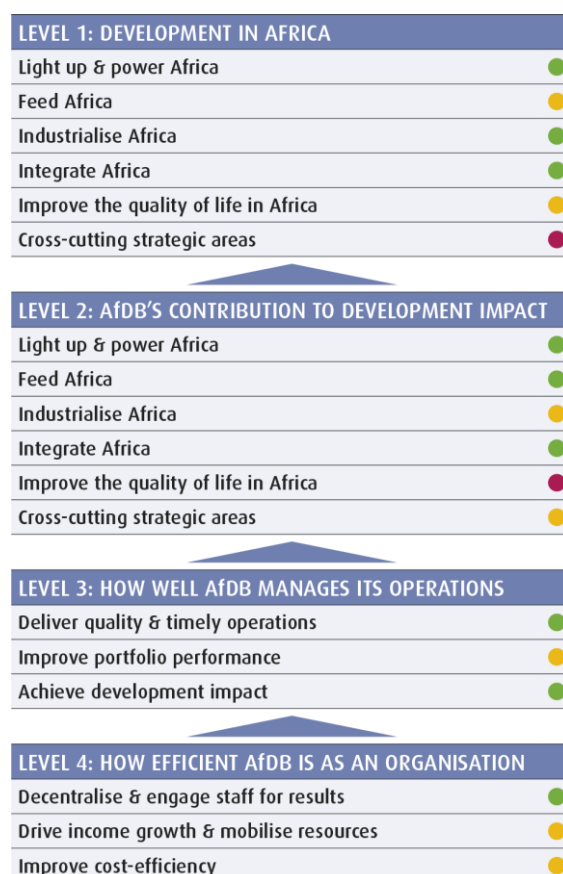 LEVEL 1: DEVELOPMENT IN AFRICA
Light up & power Africa
Feed Africa
Industrialise Africa
Integrate Africa
Improve the quality of life in Africa
Cross-cutting strategic areas
LEVEL 2: AfDB'S CONTRIBUTION TO DEVELOPMENT IMPACT
Light up & power Africa
Feed Africa
Industrialise Africa
Integrate Africa
Improve the quality of life in Africa
Cross-cutting strategic areas
LEVEL 3: HOW WELL AfDB MANAGES ITS OPERATIONS
Deliver quality & timely operations
Improve portfolio performance
Achieve development impact
LEVEL 4: HOW EFFICIENT AfDB IS AS AN ORGANISATION
Decentralise & engage staff for results
Drive income growth & mobilise resources
Improve cost-efficiency